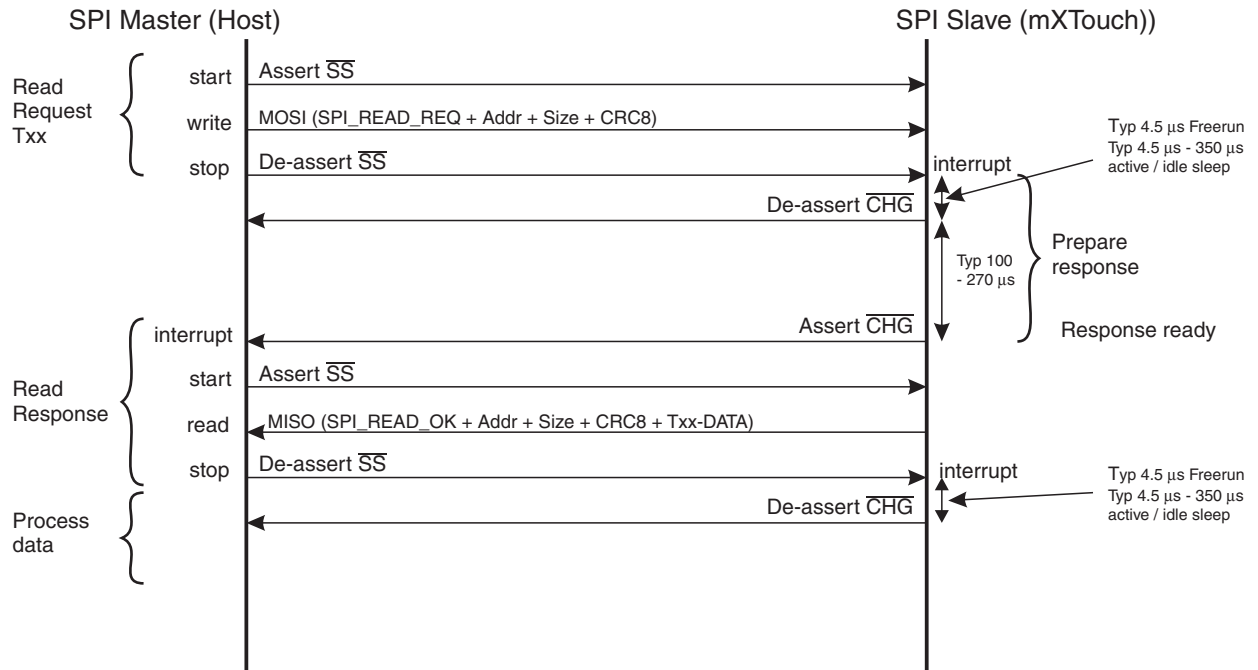 SPI Master (Host)
SPI Slave (mXTouch))
Read
Request
Txx
start
Assert SS
write
MOSI (SPI_READ_REQ + Addr + Size + CRC8)
stop
De-assert SS
interrupt
Typ 4.5 µs Freerun
Typ 4.5 µs - 350 µs
active / idle sleep
De-assert CHG
Typ 100
- 270 µs
Prepare
response
interrupt
Assert CHG
Response ready
Read
Response
start
Assert SS
read
MISO (SPI_READ_OK + Addr + Size + CRC8 + Txx-DATA)
stop
De-assert SS
interrupt
Typ 4.5 µs Freerun
Typ 4.5 µs - 350 µs
active / idle sleep
Process
data
De-assert CHG